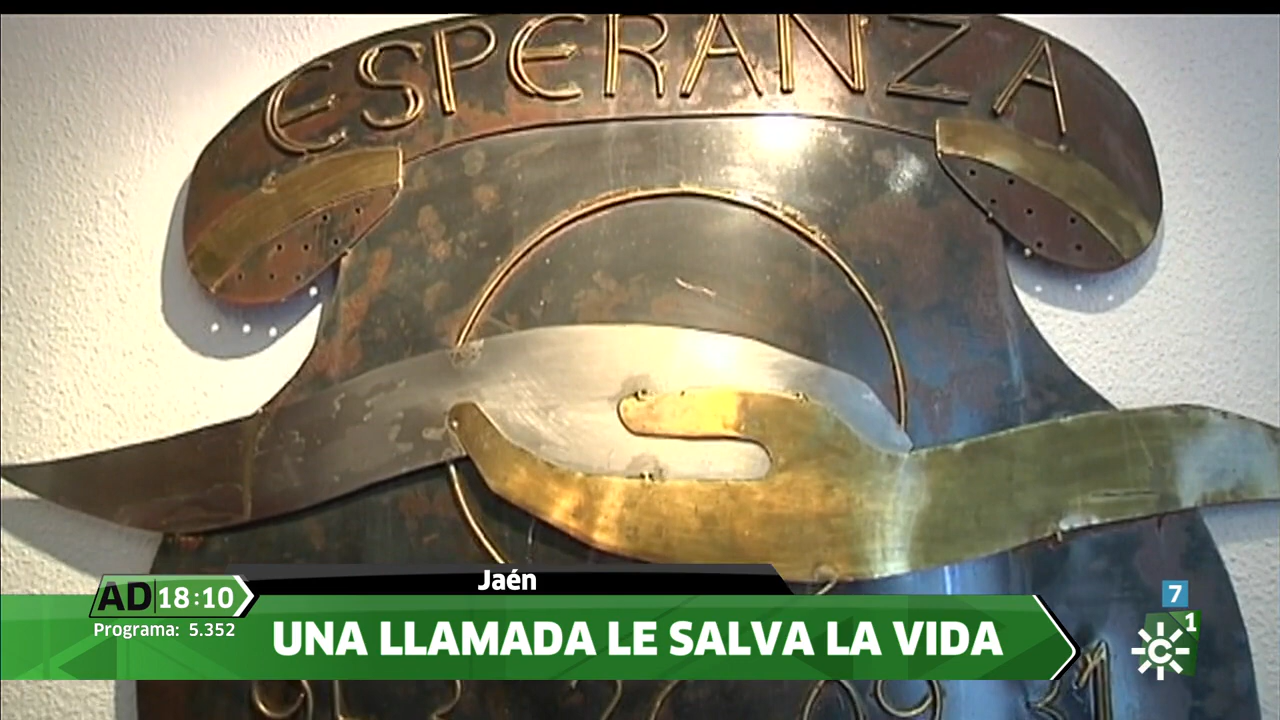 ESPERANZA
Jaén
AD 18:10
Programa: 5.352
UNA LLAMADA LE SALVA LA VIDA
7
1